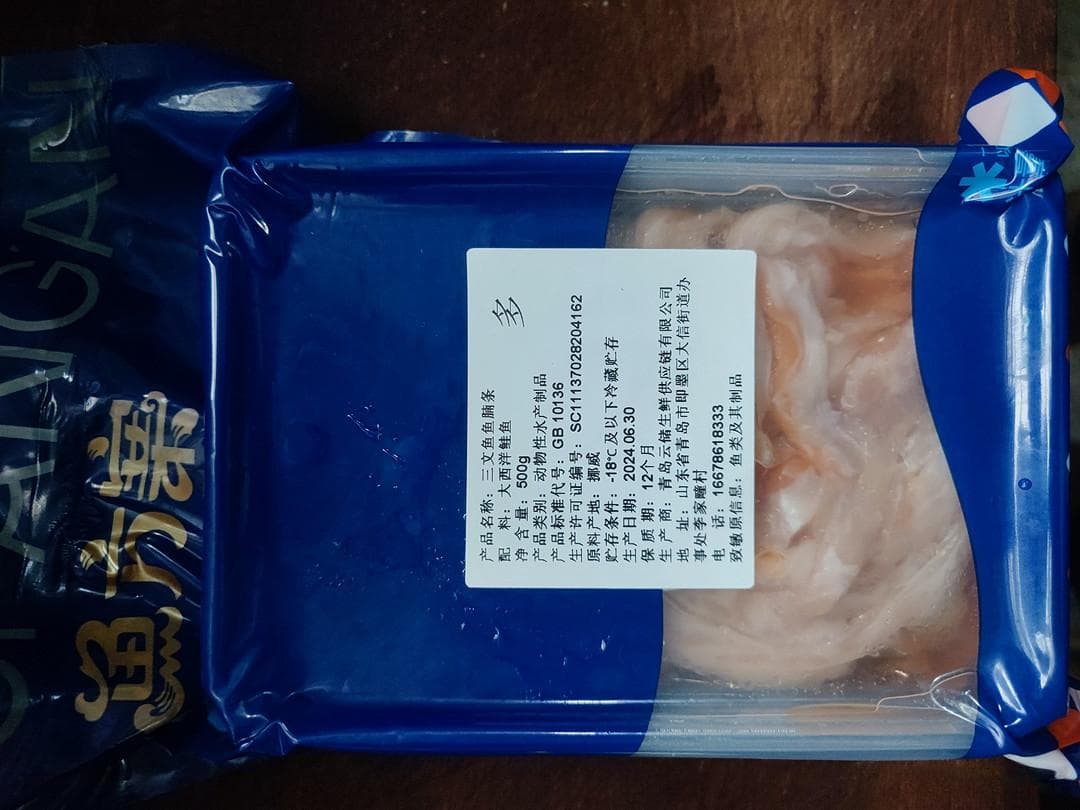 鱼万掌
多
产品名称：三文鱼鱼腩条
配　料：大西洋鲑鱼
净含量：500g
产品类别：动物性水产制品
产品标准代号：GB 10136
生产许可证编号：SC11137028204162
原料产地：挪威
贮存条件：-18℃及以下冷藏贮存
生产日期：2024.06.30
保质期：12个月
生产商：青岛云储生鲜供应链有限公司
地　址：山东省青岛市即墨区大信街道办
事处李家疃村
电　话：16678618333
致敏原信息：鱼类及其制品